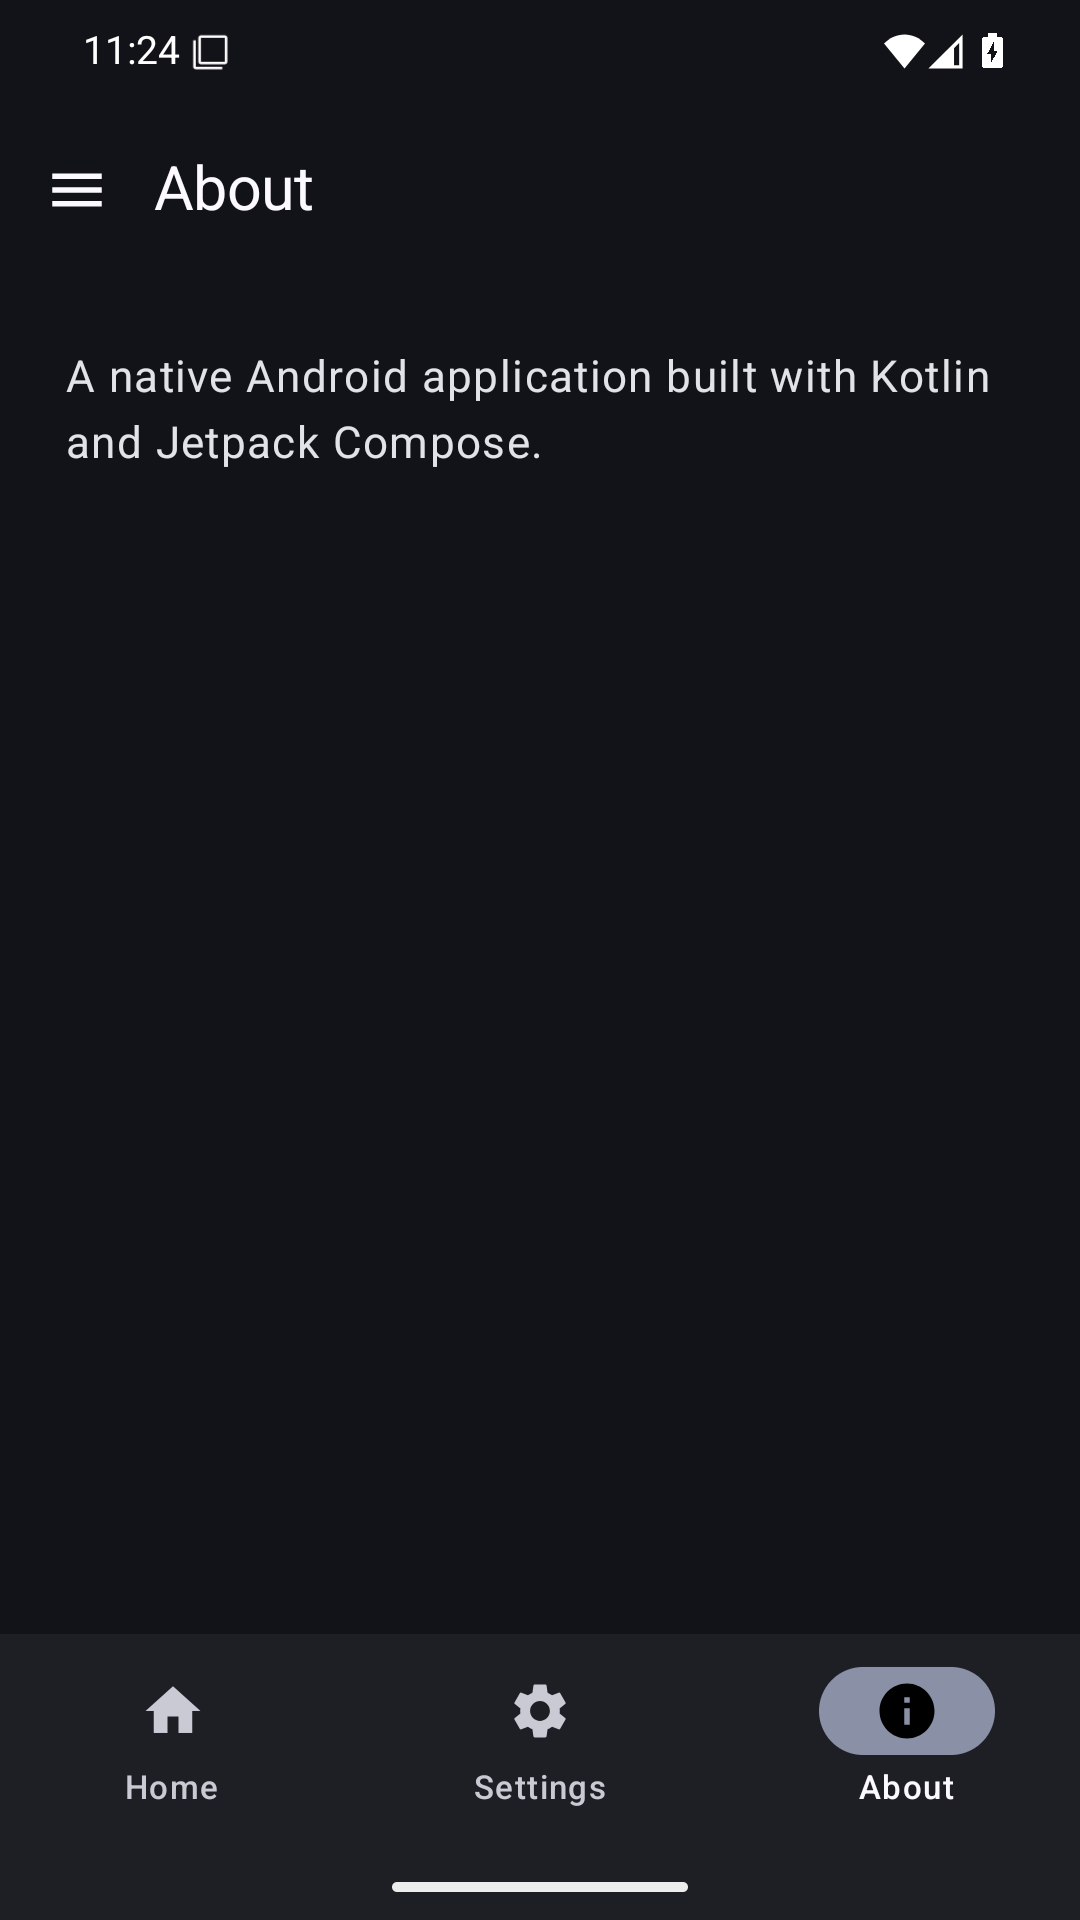 11:24
About
A native Android application built with Kotlin
and Jetpack Compose.
Home
Settings
About